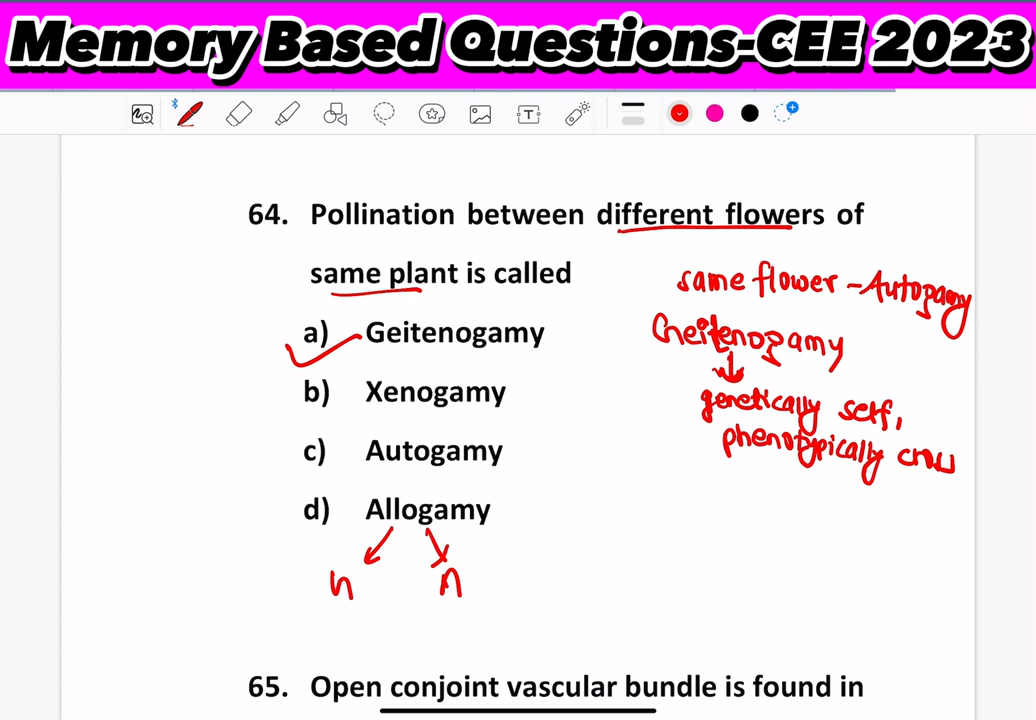 Memory Based Questions-CEE 2023
64. Pollination between different flowers of
same plant is called
same flower - Autogamy
a) Geitenogamy
Geitenogamy
b) Xenogamy
genetically self,
phenotypically cross
c) Autogamy
d) Allogamy
65. Open conjoint vascular bundle is found in